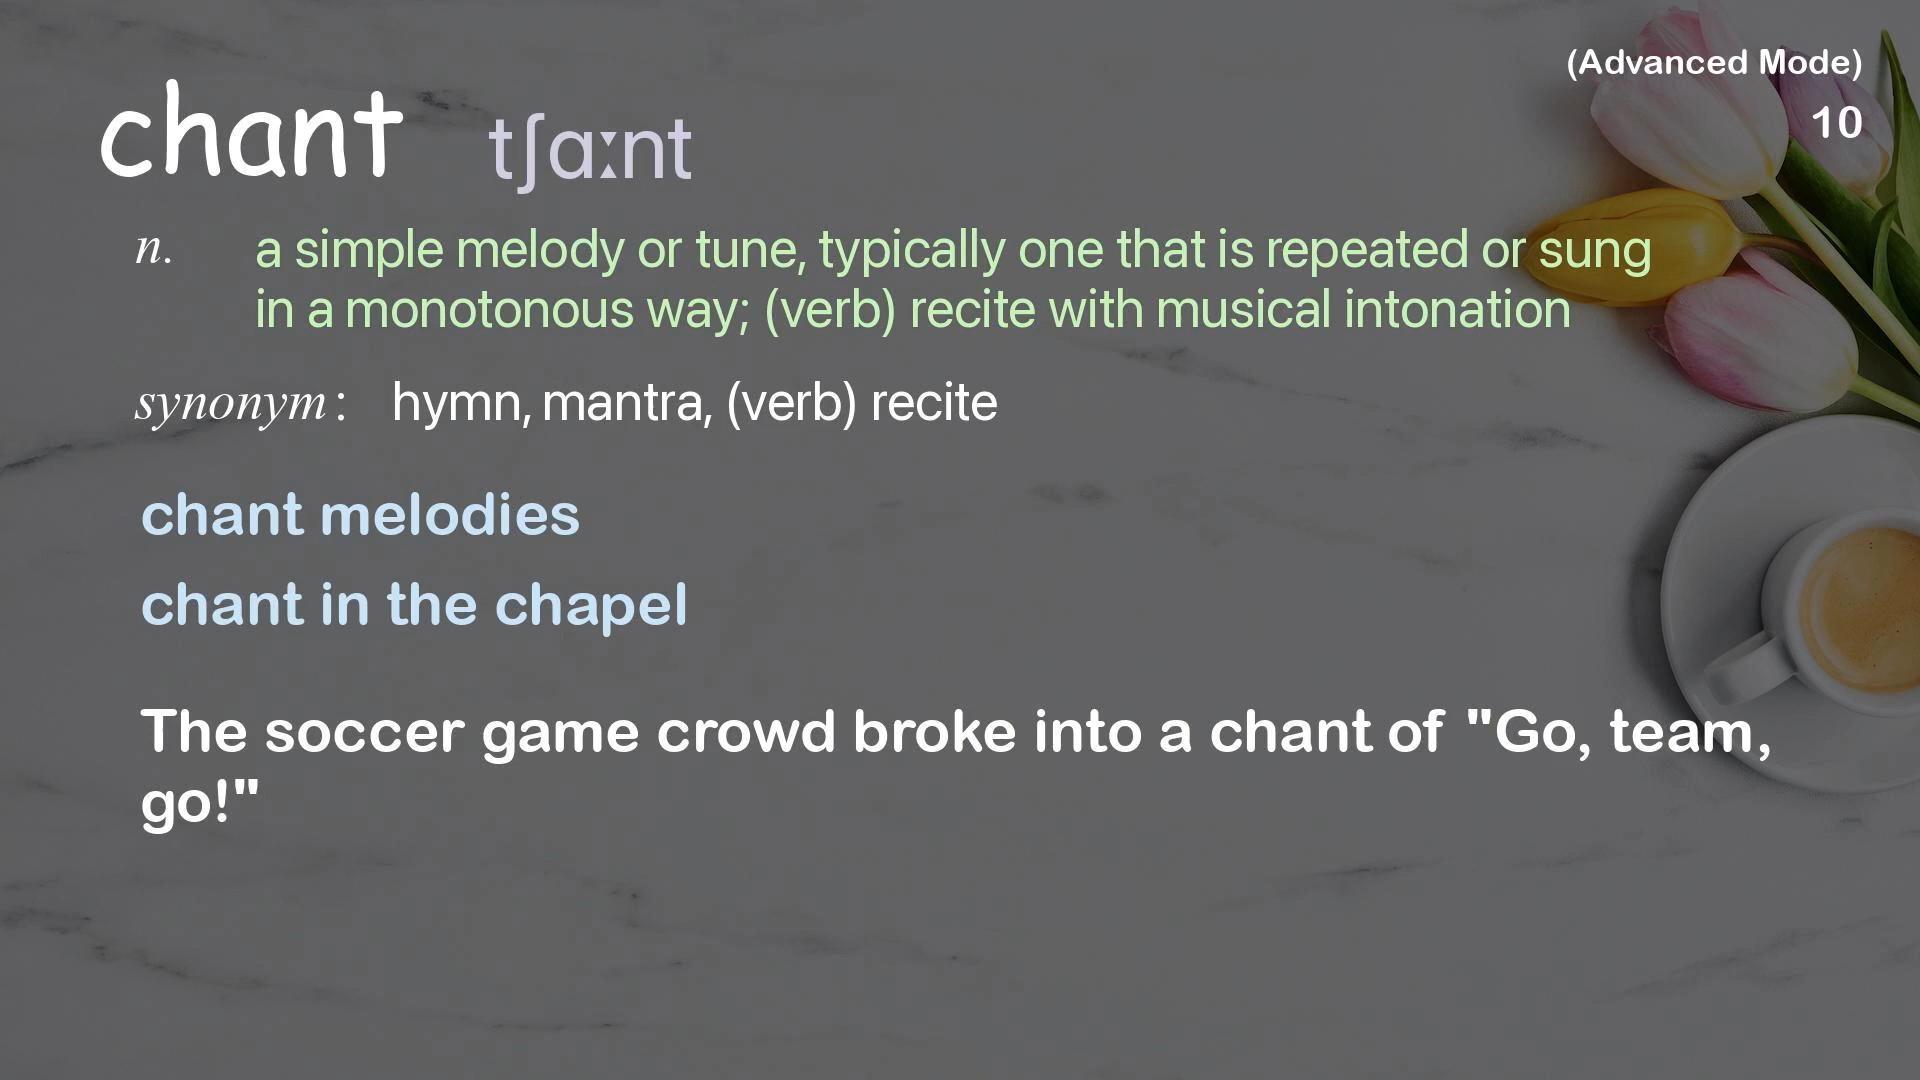 (Advanced Mode)
10
chant tʃɑːnt
n. a simple melody or tune, typically one that is repeated or sung
in a monotonous way; (verb) recite with musical intonation
synonym: hymn, mantra, (verb) recite
chant melodies
chant in the chapel
The soccer game crowd broke into a chant of "Go, team,
go!"